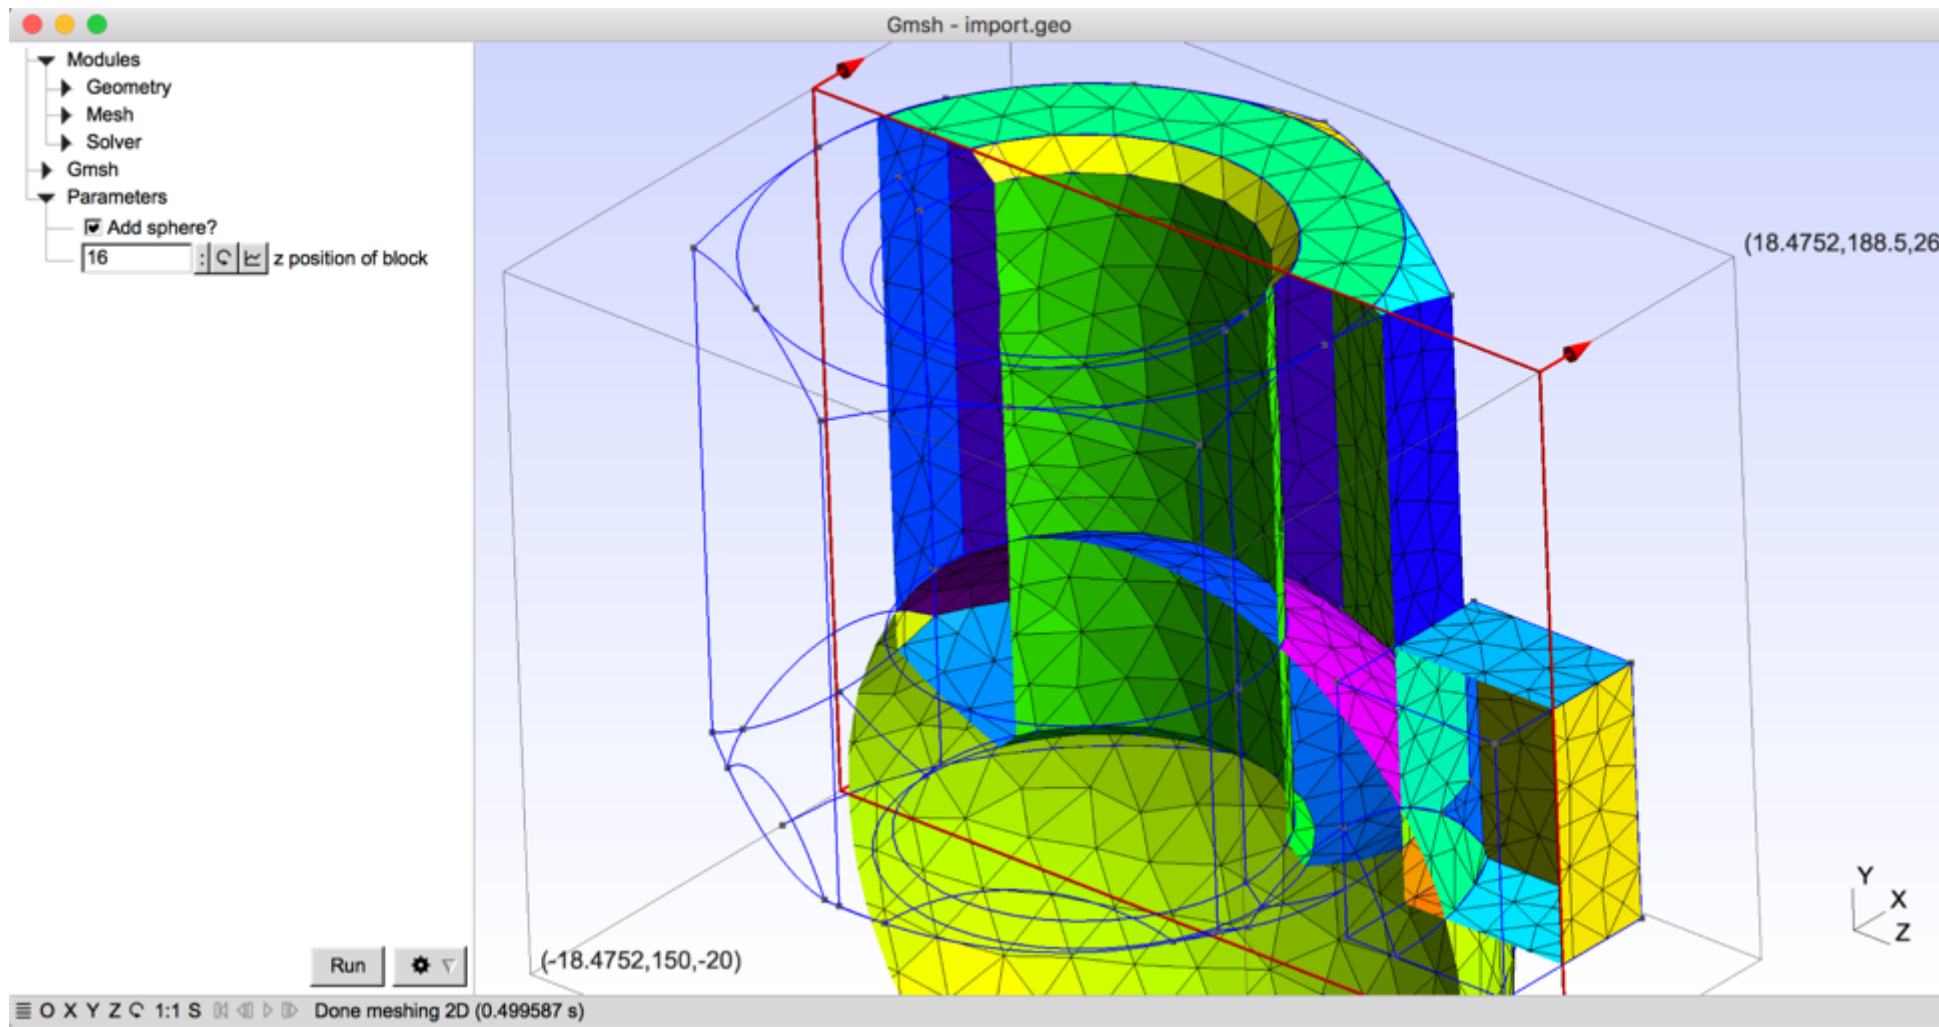 Gmsh - import.geo
Modules
Geometry
Mesh
Solver
Gmsh
Parameters
Add sphere?
16 : z position of block
(18.4752,188.5,26
(-18.4752,150,-20)
Y
X
Z
Run
O X Y Z 1:1 S Done meshing 2D (0.499587 s)